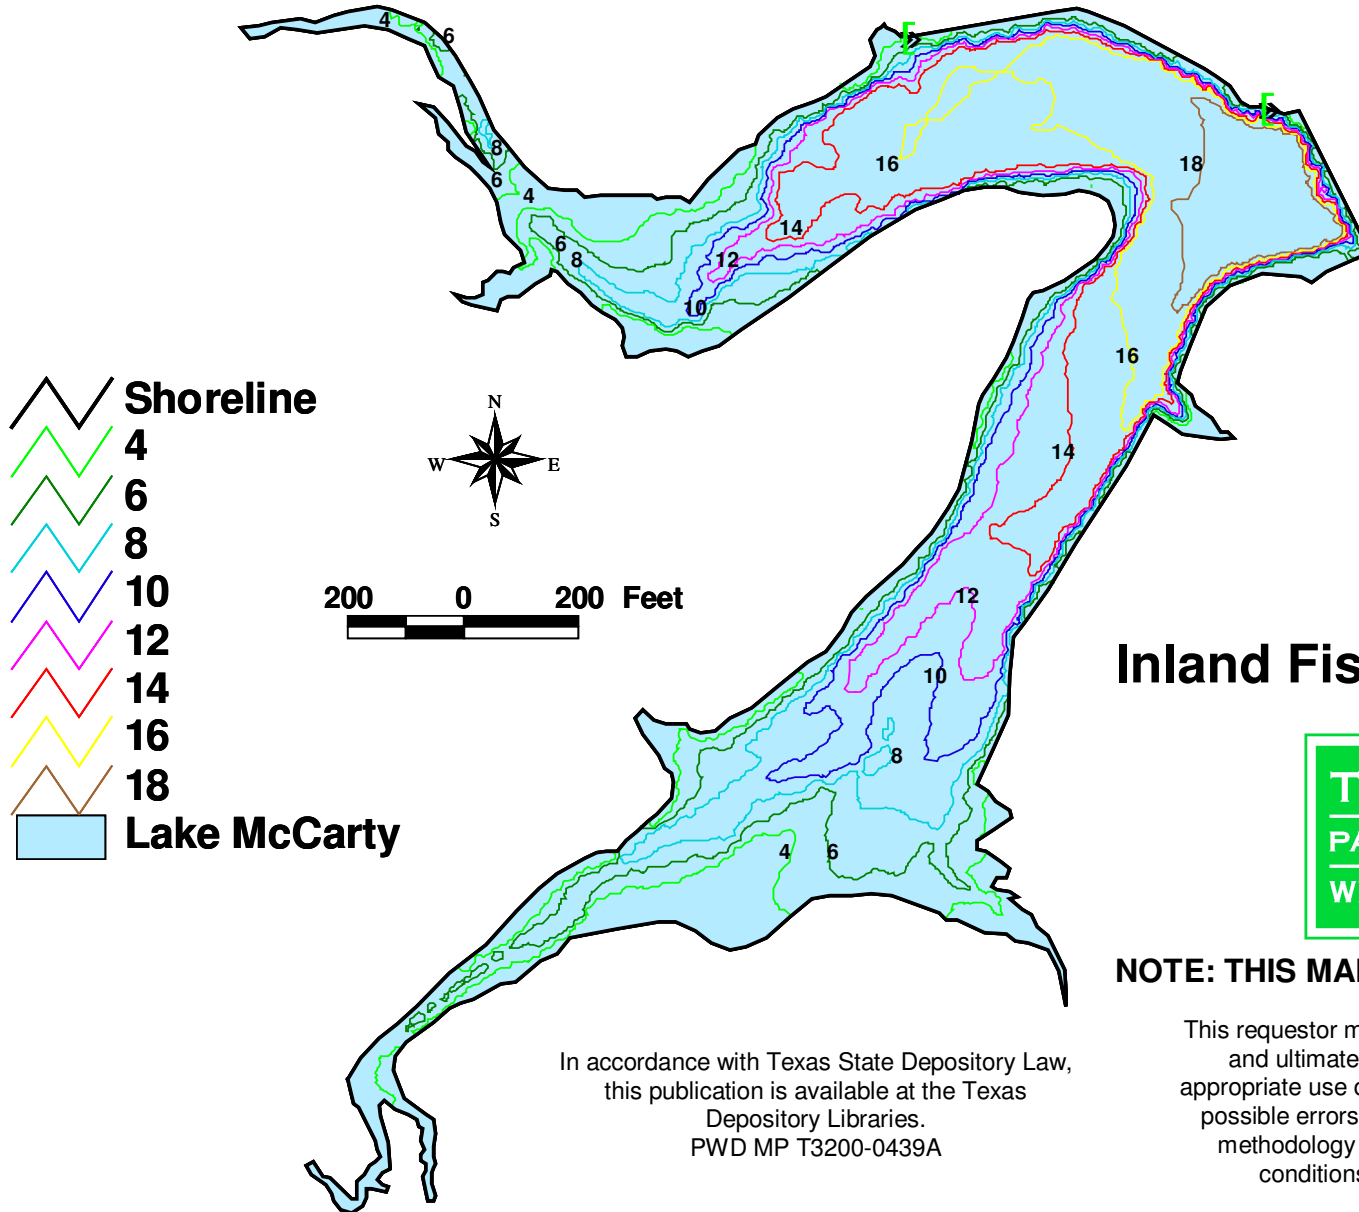 4
6
8
6
4
6
8
10
12
14
16
18
16
14
12
10
8
4
6
Shoreline
4
6
8
10
12
14
16
18
Lake McCarty
N
W
E
S
200 0 200 Feet
Inland Fis
T
PA
W
NOTE: THIS MA
This requestor m
and ultimate
appropriate use o
possible errors
methodology
conditions
In accordance with Texas State Depository Law,
this publication is available at the Texas
Depository Libraries.
PWD MP T3200-0439A